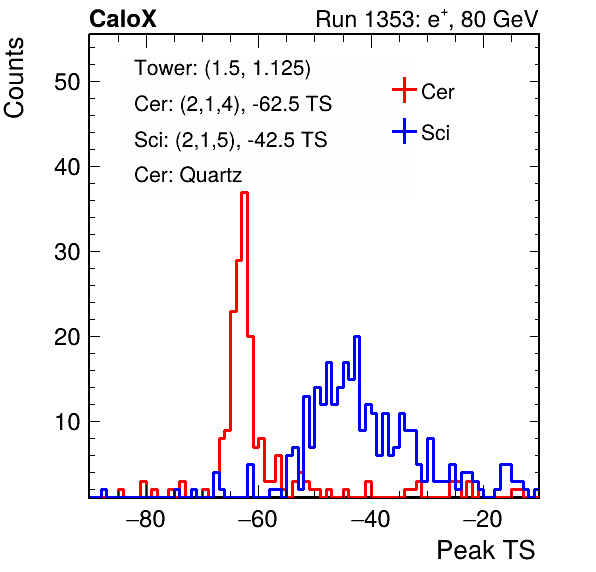 CaloX Run 1353: e⁺, 80 GeV
Counts
Tower: (1.5, 1.125)
Cer: (2,1,4), -62.5 TS
Sci: (2,1,5), -42.5 TS
Cer: Quartz
Cer
Sci
50
40
30
20
10
−80 −60 −40 −20
Peak TS